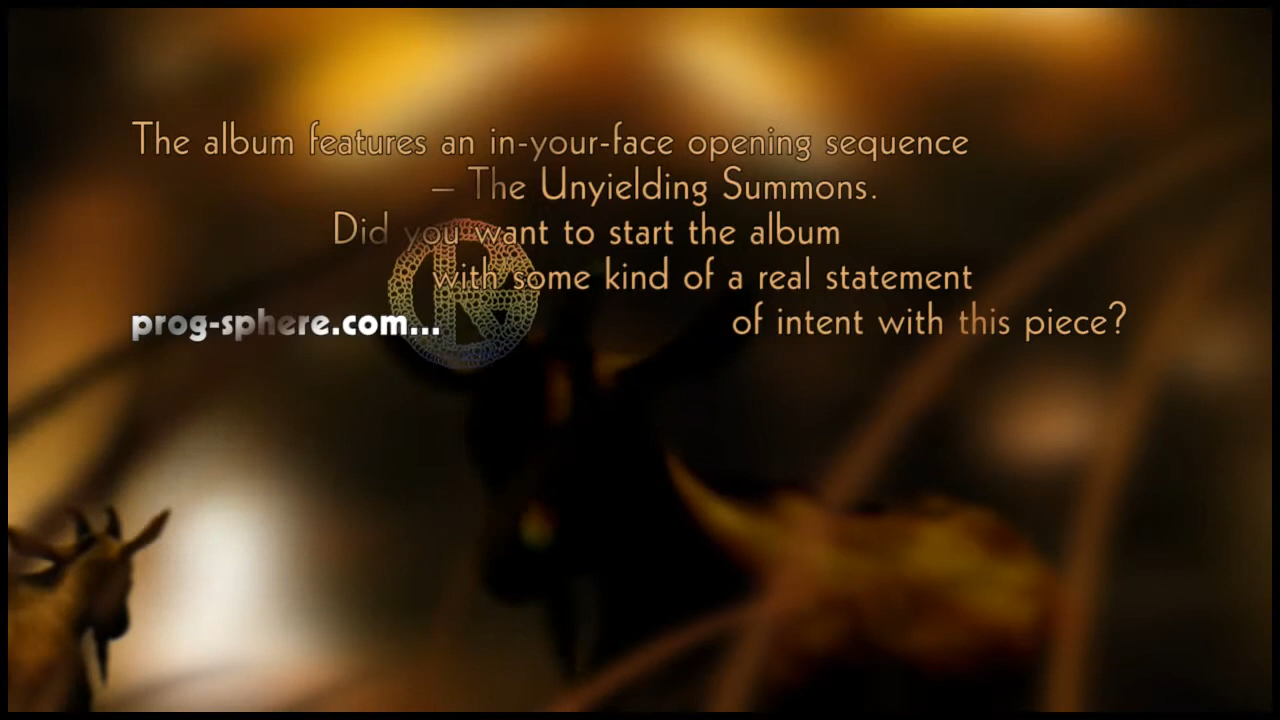 The album features an in-your-face opening sequence
– The Unyielding Summons.
Did you want to start the album
with some kind of a real statement
of intent with this piece?
prog-sphere.com...